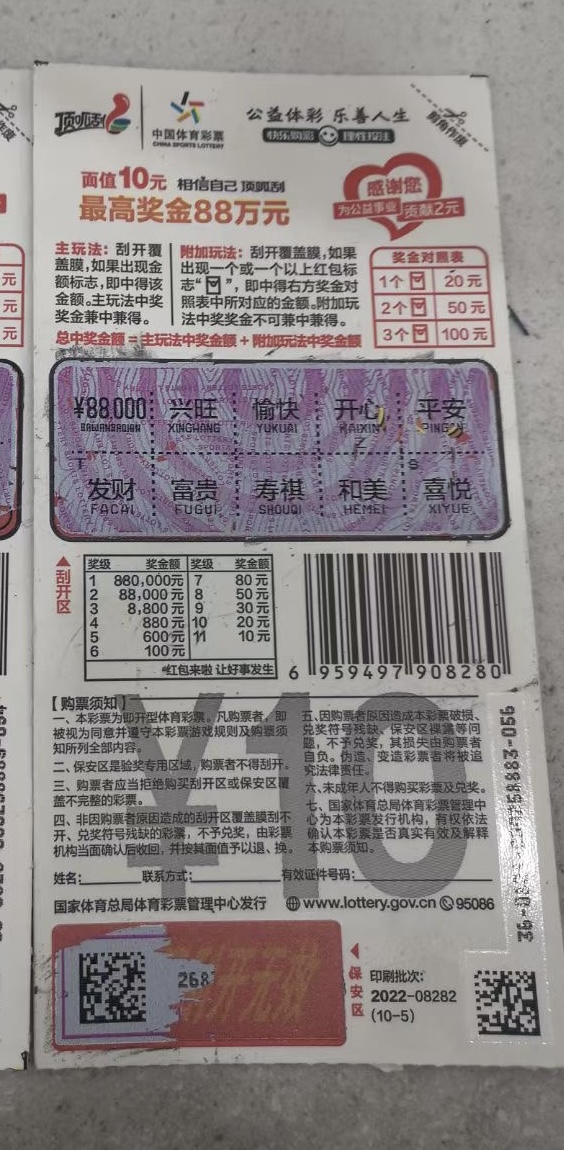 顶呱刮
中国体育彩票
CHINA SPORTS LOTTERY
公益体彩 乐善人生
快乐购彩 理性投注
剪角作废
面值10元 相信自己 顶呱刮
最高奖金88万元
感谢您
为公益事业 贡献2元
主玩法：刮开覆盖膜，如果出现金额标志，即中得该金额。主玩法中奖奖金兼中兼得。
附加玩法：刮开覆盖膜，如果出现一个或一个以上红包标志“ ”，即中得右方奖金对照表中所对应的金额。附加玩法中奖奖金不可兼中兼得。
奖金对照表
1个 20元
2个 50元
3个 100元
总中奖金额＝主玩法中奖金额＋附加玩法中奖金额
¥88,000 兴旺 愉快 开心 平安
BAWANBAQIAN XINGWANG YUKUAI KAIXIN PINGAN
发财 富贵 寿祺 和美 喜悦
FACAI FUGUI SHOUQI HEMEI XIYUE
刮开区
奖级 奖金额 奖级 奖金额
1 880,000元 7 80元
2 88,000元 8 50元
3 8,800元 9 30元
4 880元 10 20元
5 600元 11 10元
6 100元
“红包来啦 让好事发生
6 959497 908280
¥10
【购票须知】
一、本彩票为即开型体育彩票。凡购票者，即
被视为同意并遵守本彩票游戏规则及购票须
知所列全部内容。
二、保安区是验奖专用区域，购票者不得刮开。
三、购票者应当拒绝购买刮开区或保安区覆
盖不完整的彩票。
四、非因购票者原因造成的刮开区覆盖膜刮不
开、兑奖符号残缺的彩票，不予兑奖，由彩票
机构当面确认后收回，并按其面值予以退、换。
五、因购票者原因造成本彩票破损、
兑奖符号残缺、保安区裸露等问
题，不予兑奖，其损失由购票者
自负。伪造、变造彩票者将被追
究法律责任。
六、未成年人不得购买彩票及兑奖。
七、国家体育总局体育彩票管理中
心为本彩票发行机构，有权依法
确认本彩票是否真实有效及解释
本购票须知。
姓名： 联系方式： 有效证件号码：
国家体育总局体育彩票管理中心发行 www.lottery.gov.cn 95086
268
刮开无效
保安区
印刷批次：
2022-08282
(10-5)